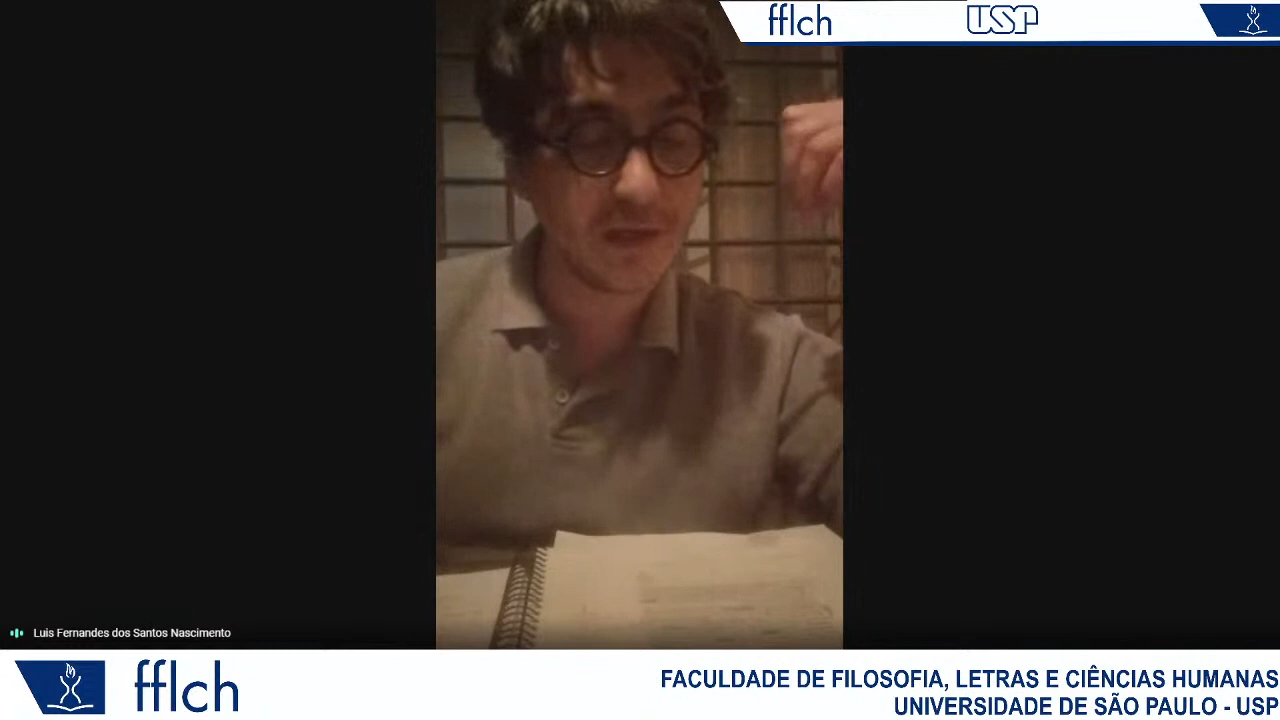 fflch
USP
Luis Fernandes dos Santos Nascimento
fflch
FACULDADE DE FILOSOFIA, LETRAS E CIÊNCIAS HUMANAS
UNIVERSIDADE DE SÃO PAULO - USP